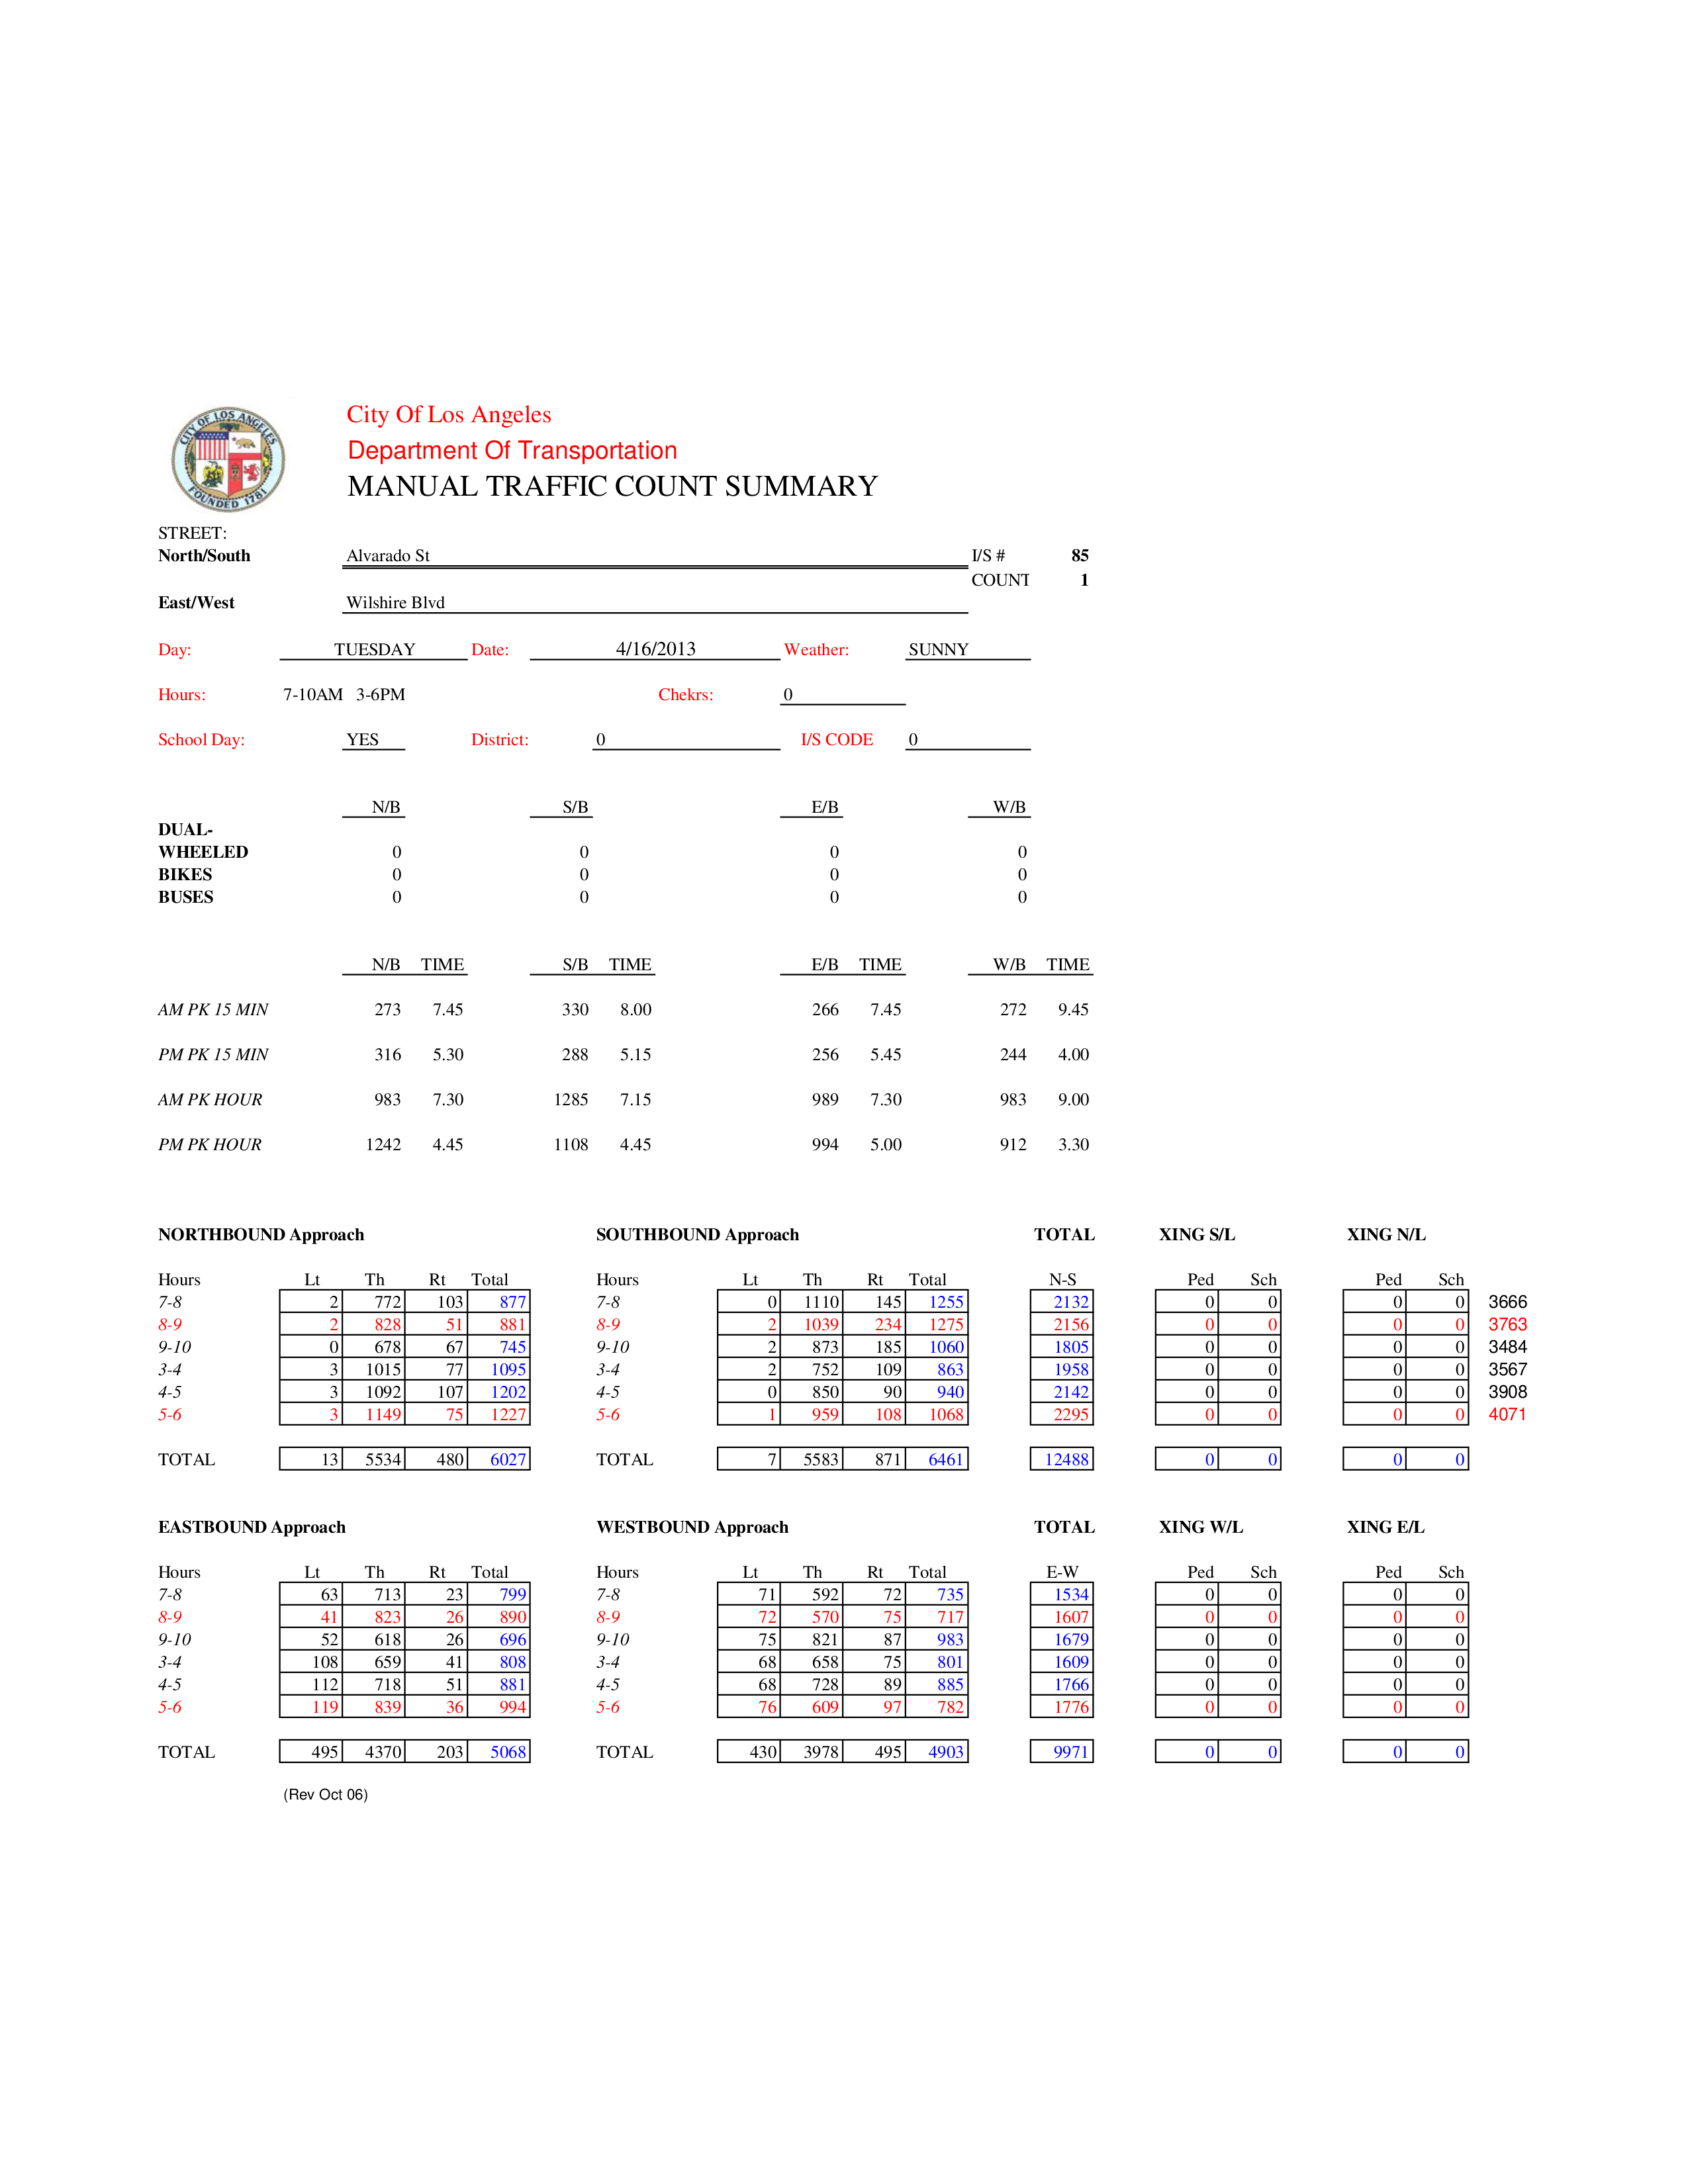 CITY OF LOS ANGELES
FOUNDED 1781
City Of Los Angeles
Department Of Transportation
MANUAL TRAFFIC COUNT SUMMARY
STREET:
North/South Alvarado St I/S # 85
COUNT 1
East/West Wilshire Blvd
Day: TUESDAY Date: 4/16/2013 Weather: SUNNY
Hours: 7-10AM 3-6PM Chekrs: 0
School Day: YES District: 0 I/S CODE 0
N/B S/B E/B W/B
DUAL-
WHEELED 0 0 0 0
BIKES 0 0 0 0
BUSES 0 0 0 0
N/B TIME S/B TIME E/B TIME W/B TIME
AM PK 15 MIN 273 7.45 330 8.00 266 7.45 272 9.45
PM PK 15 MIN 316 5.30 288 5.15 256 5.45 244 4.00
AM PK HOUR 983 7.30 1285 7.15 989 7.30 983 9.00
PM PK HOUR 1242 4.45 1108 4.45 994 5.00 912 3.30
NORTHBOUND Approach SOUTHBOUND Approach TOTAL XING S/L XING N/L
Hours Lt Th Rt Total Hours Lt Th Rt Total N-S Ped Sch Ped Sch
7-8 2 772 103 877 7-8 0 1110 145 1255 2132 0 0 0 0 3666
8-9 2 828 51 881 8-9 2 1039 234 1275 2156 0 0 0 0 3763
9-10 0 678 67 745 9-10 2 873 185 1060 1805 0 0 0 0 3484
3-4 3 1015 77 1095 3-4 2 752 109 863 1958 0 0 0 0 3567
4-5 3 1092 107 1202 4-5 0 850 90 940 2142 0 0 0 0 3908
5-6 3 1149 75 1227 5-6 1 959 108 1068 2295 0 0 0 0 4071
TOTAL 13 5534 480 6027 TOTAL 7 5583 871 6461 12488 0 0 0 0
EASTBOUND Approach WESTBOUND Approach TOTAL XING W/L XING E/L
Hours Lt Th Rt Total Hours Lt Th Rt Total E-W Ped Sch Ped Sch
7-8 63 713 23 799 7-8 71 592 72 735 1534 0 0 0 0
8-9 41 823 26 890 8-9 72 570 75 717 1607 0 0 0 0
9-10 52 618 26 696 9-10 75 821 87 983 1679 0 0 0 0
3-4 108 659 41 808 3-4 68 658 75 801 1609 0 0 0 0
4-5 112 718 51 881 4-5 68 728 89 885 1766 0 0 0 0
5-6 119 839 36 994 5-6 76 609 97 782 1776 0 0 0 0
TOTAL 495 4370 203 5068 TOTAL 430 3978 495 4903 9971 0 0 0 0
(Rev Oct 06)